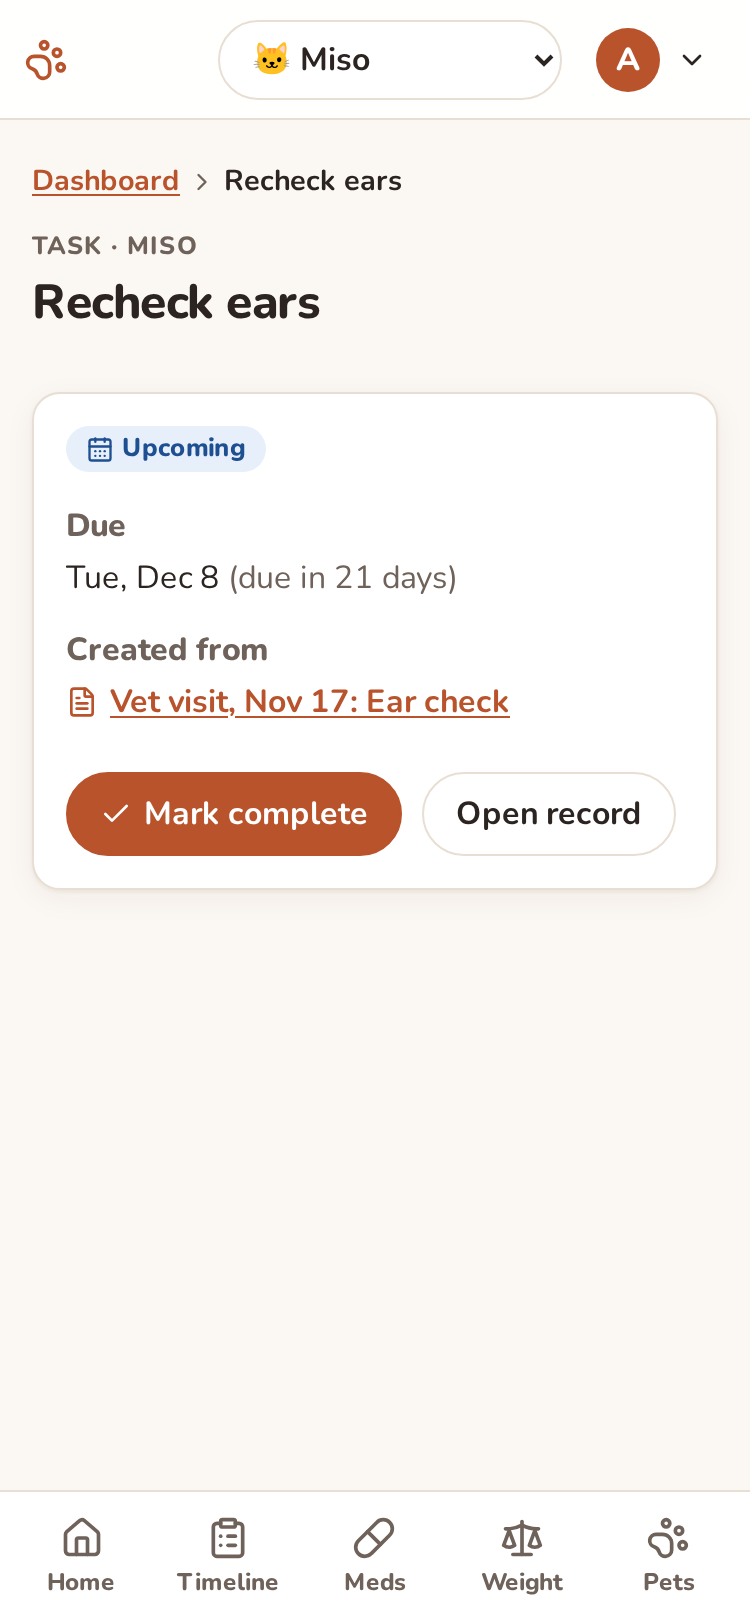 Miso
A
Dashboard > Recheck ears
TASK · MISO
Recheck ears
Upcoming
Due
Tue, Dec 8 (due in 21 days)
Created from
Vet visit, Nov 17: Ear check
Mark complete
Open record
Home
Timeline
Meds
Weight
Pets